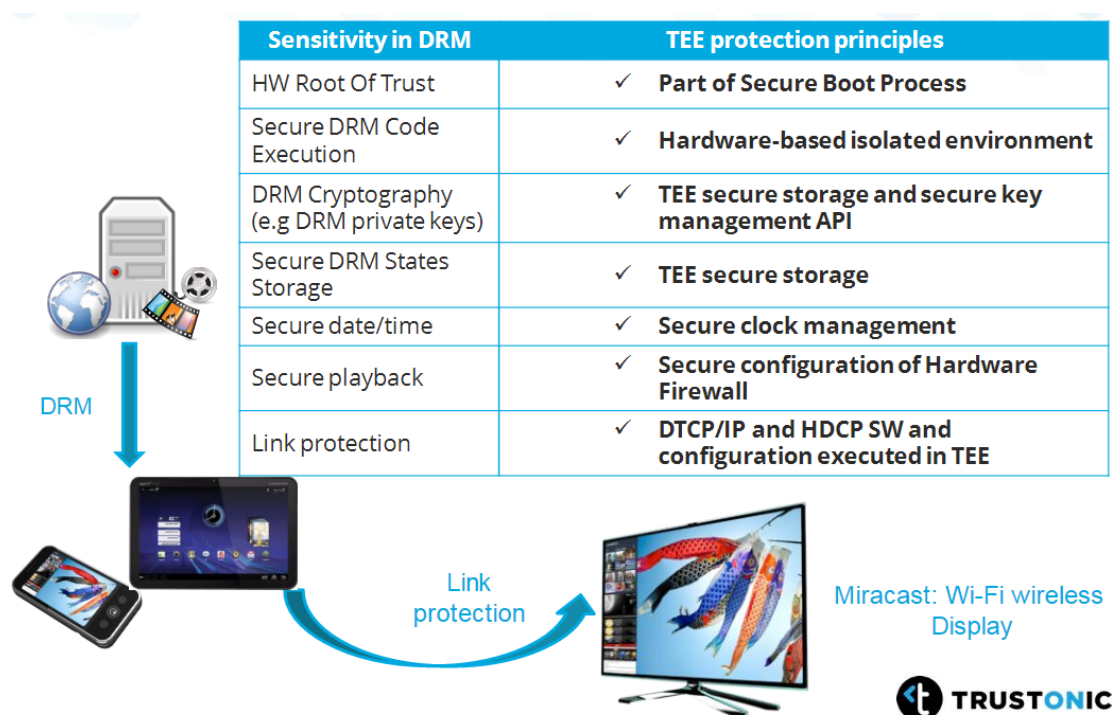 Sensitivity in DRM
TEE protection principles
HW Root Of Trust
✓ Part of Secure Boot Process
Secure DRM Code
Execution
✓ Hardware-based isolated environment
DRM Cryptography
(e.g DRM private keys)
✓ TEE secure storage and secure key
management API
Secure DRM States
Storage
✓ TEE secure storage
Secure date/time
✓ Secure clock management
Secure playback
✓ Secure configuration of Hardware
Firewall
Link protection
✓ DTCP/IP and HDCP SW and
configuration executed in TEE
DRM
Link
protection
Miracast: Wi-Fi wireless
Display
TRUSTONIC